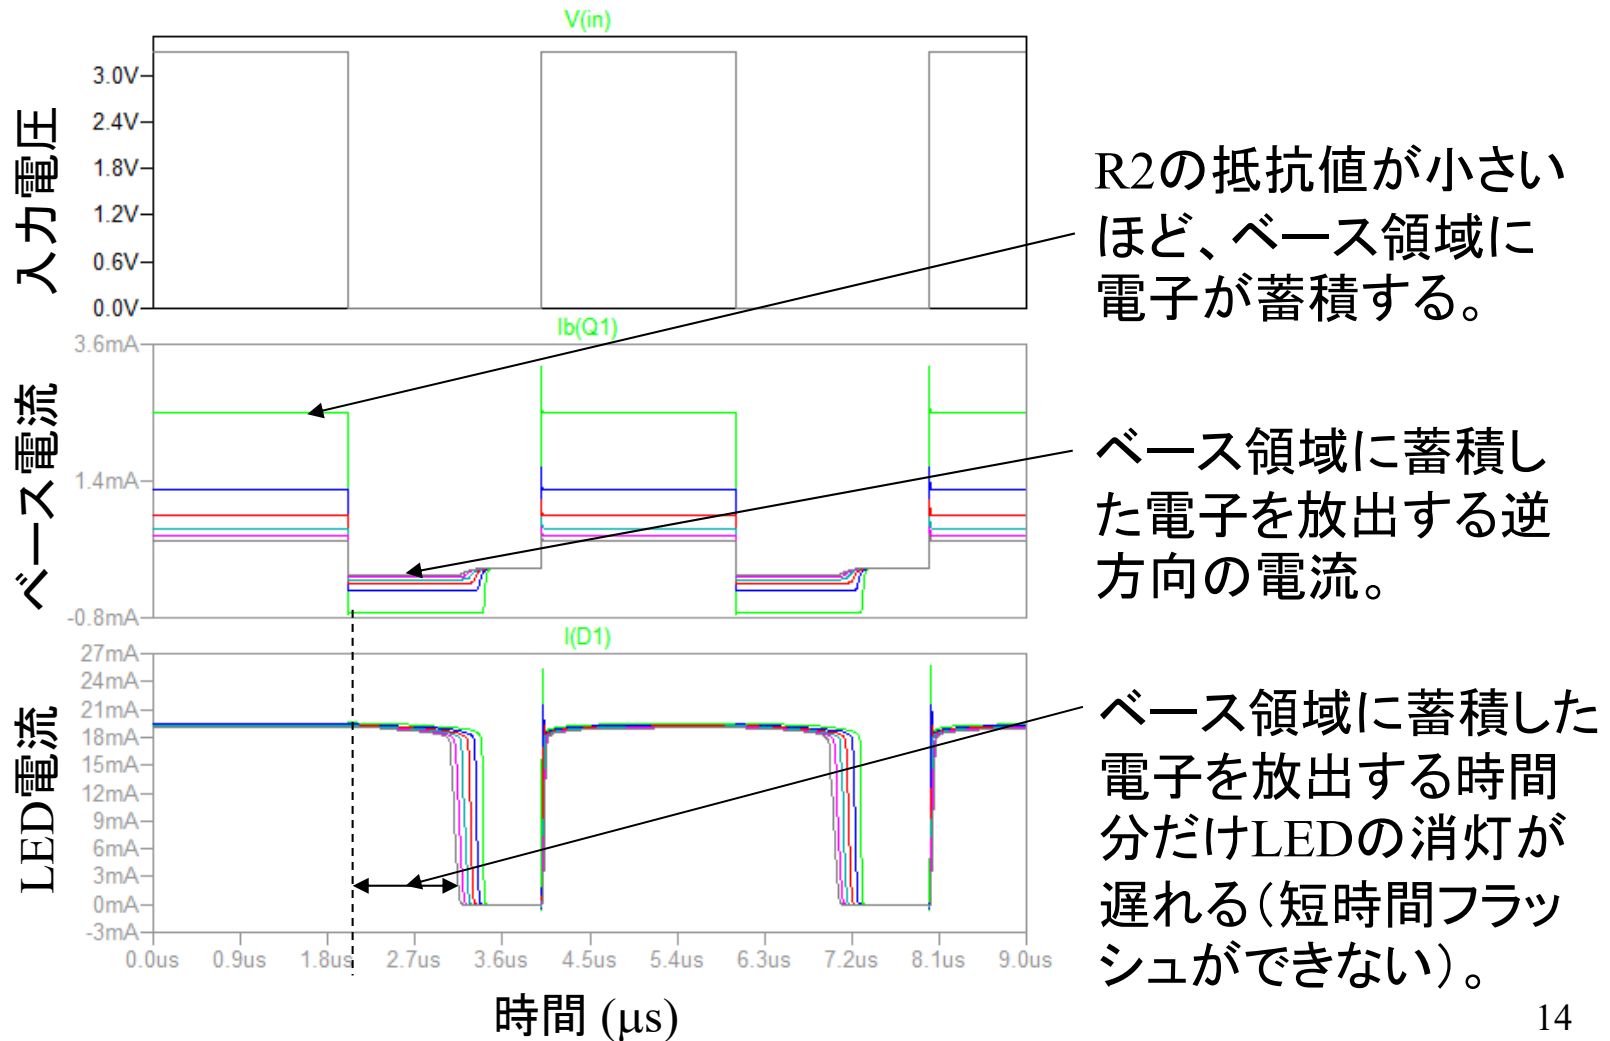 V(in)
3.0V
2.4V
1.8V
1.2V
0.6V
0.0V
入力電圧
Ib(Q1)
3.6mA
1.4mA
-0.8mA
ベース電流
I(D1)
27mA
24mA
21mA
18mA
15mA
12mA
9mA
6mA
3mA
0mA
-3mA
LED電流
0.0us 0.9us 1.8us 2.7us 3.6us 4.5us 5.4us 6.3us 7.2us 8.1us 9.0us
時間 (μs)
R2の抵抗値が小さい
ほど、ベース領域に
電子が蓄積する。
ベース領域に蓄積し
た電子を放出する逆
方向の電流。
ベース領域に蓄積した
電子を放出する時間
分だけLEDの消灯が
遅れる（短時間フラッ
シュができない）。
14